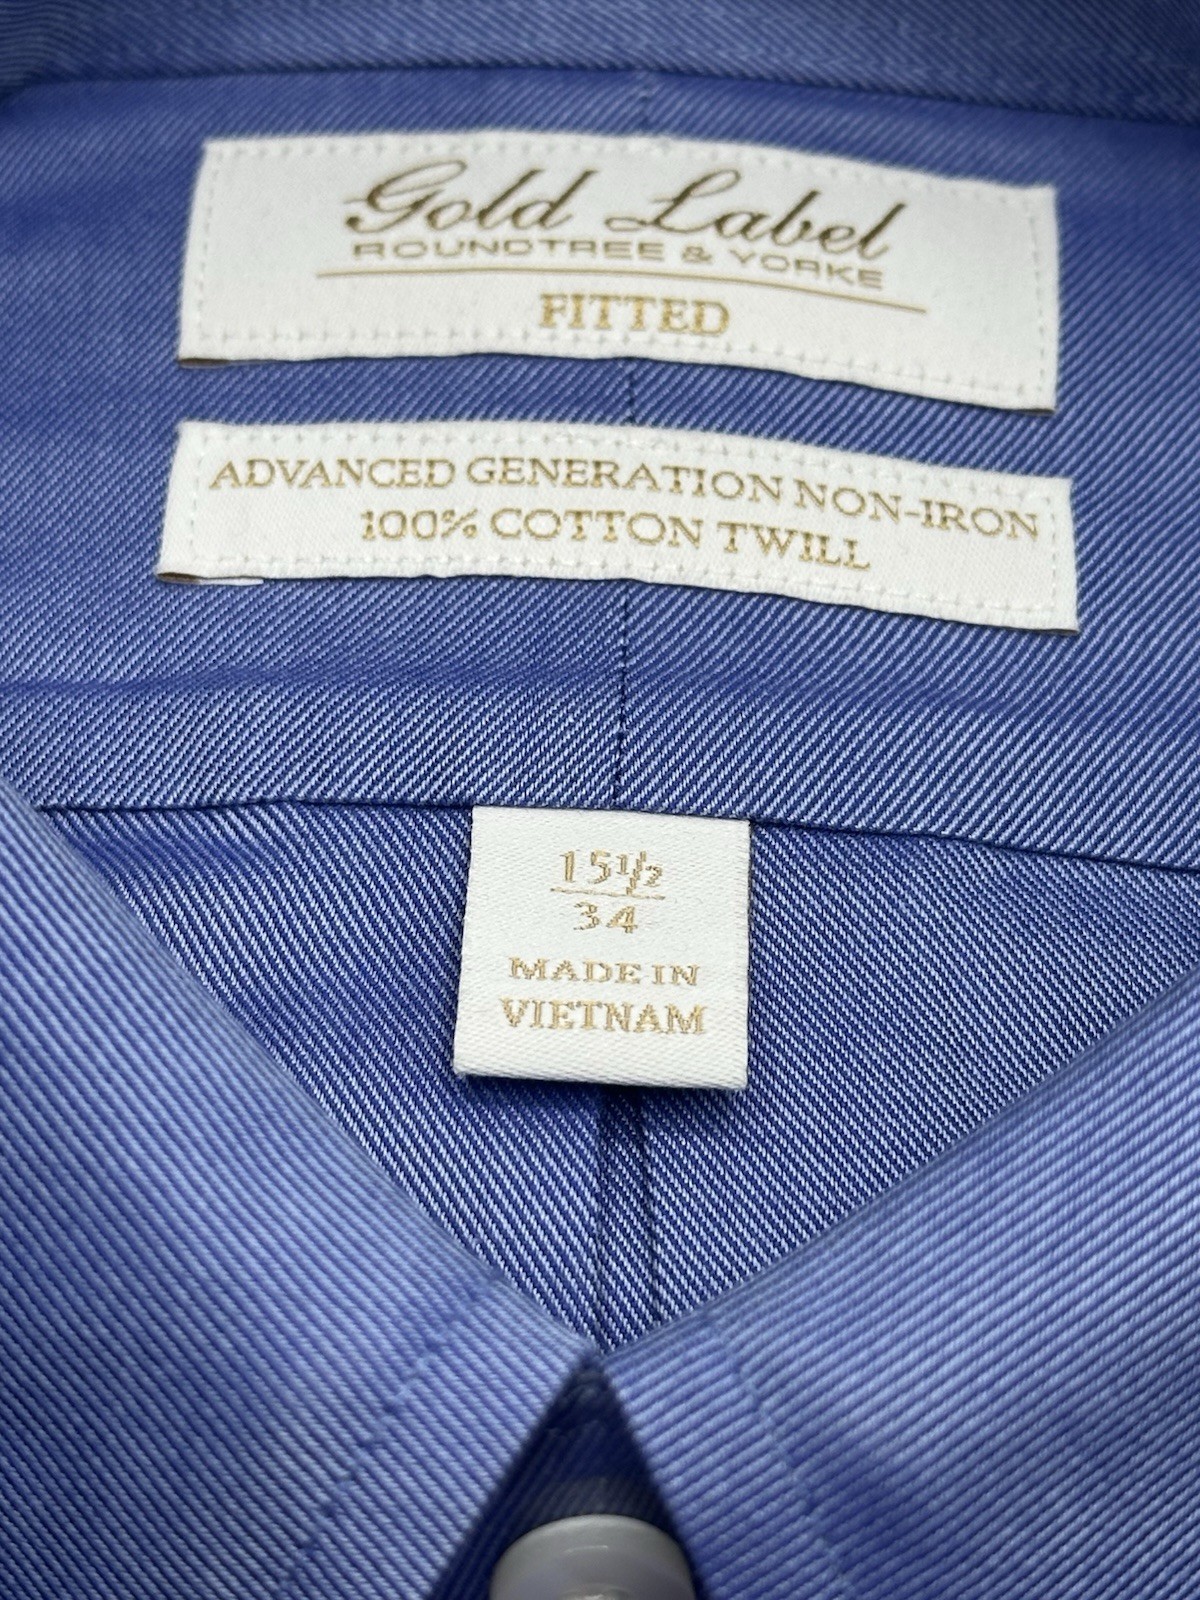 Gold Label
ROUNDTREE & YORKE
FITTED
ADVANCED GENERATION NON-IRON
100% COTTON TWILL
15½
34
MADE IN
VIETNAM